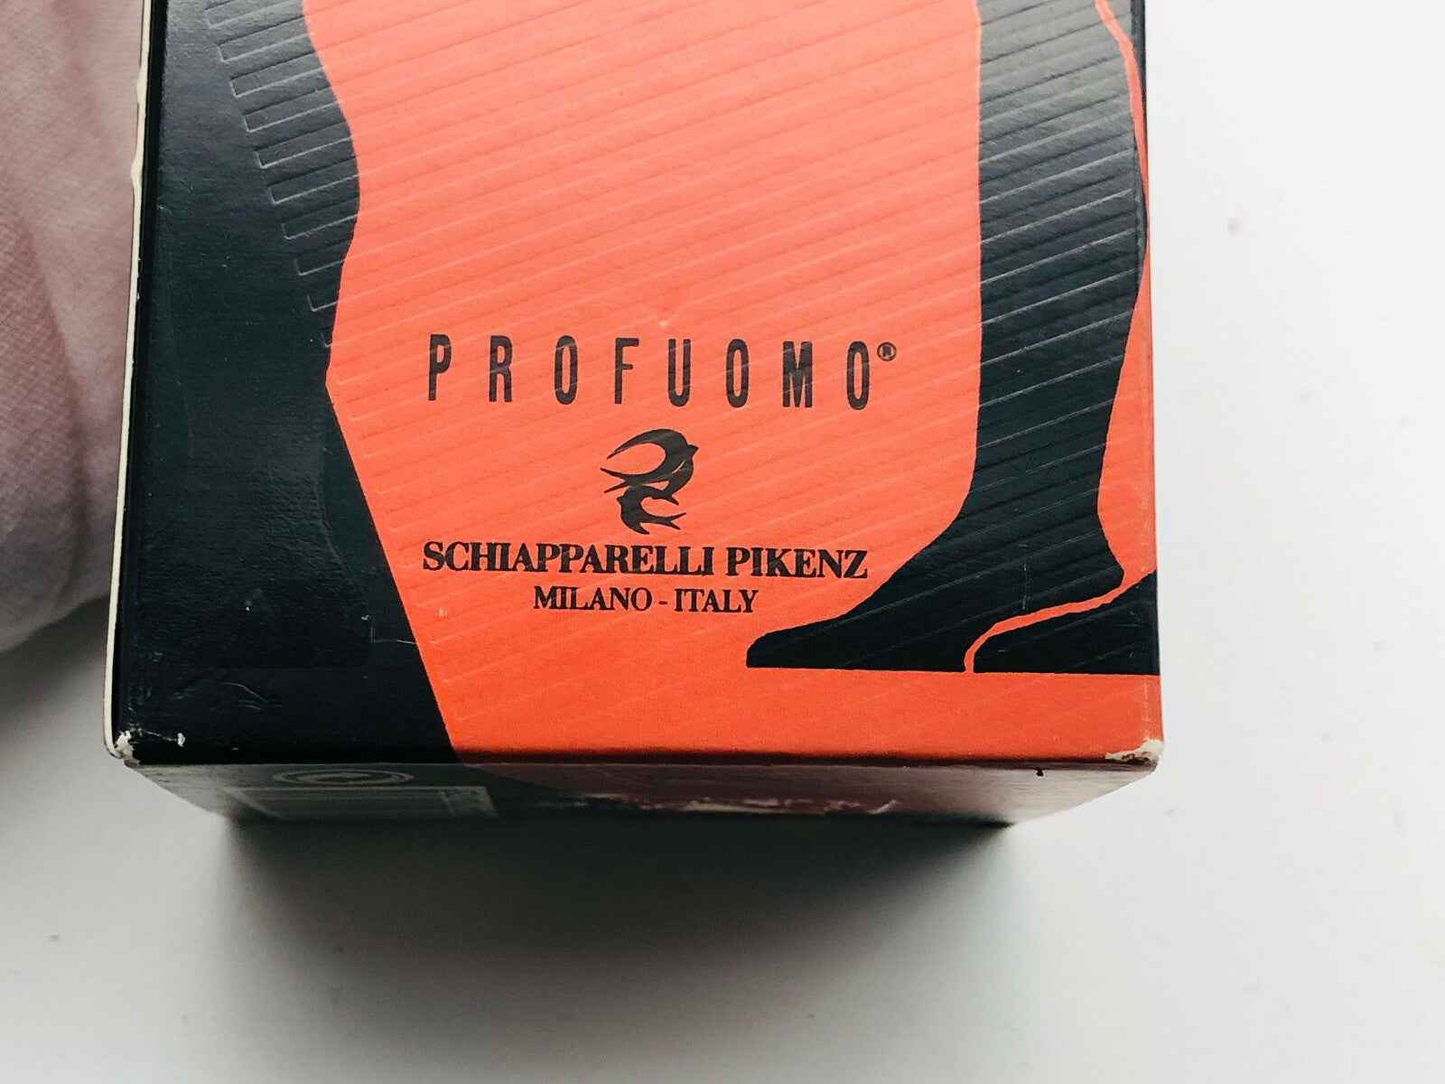 PROFUOMO®
SCHIAPPARELLI PIKENZ
MILANO - ITALY